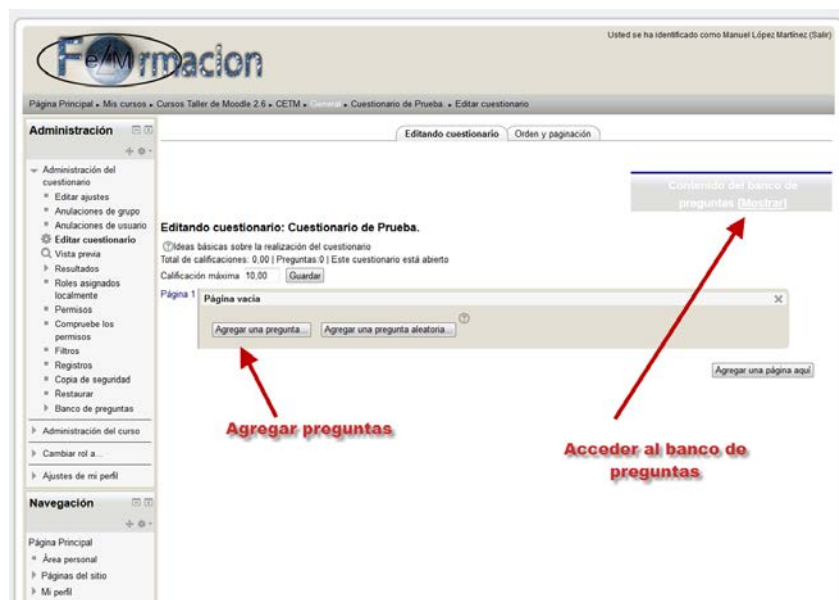 Fe/Mrmacion
Usted se ha identificado como Manuel López Martínez (Salir)
Página Principal ▸ Mis cursos ▸ Cursos Taller de Moodle 2.6 ▸ CETM ▸ General ▸ Cuestionario de Prueba. ▸ Editar cuestionario
Administración
Administración del
cuestionario
Editar ajustes
Anulaciones de grupo
Anulaciones de usuario
Editar cuestionario
Vista previa
Resultados
Roles asignados
localmente
Permisos
Compruebe los
permisos
Filtros
Registros
Copia de seguridad
Restaurar
Banco de preguntas
Administración del curso
Cambiar rol a...
Ajustes de mi perfil
Navegación
Página Principal
Área personal
Páginas del sitio
Mi perfil
Editando cuestionario
Orden y paginación
Contenido del banco de
preguntas [Mostrar]
Editando cuestionario: Cuestionario de Prueba.
Ideas básicas sobre la realización del cuestionario
Total de calificaciones: 0,00 | Preguntas:0 | Este cuestionario está abierto
Calificación máxima 10,00 Guardar
Página 1
Página vacía
Agregar una pregunta...
Agregar una pregunta aleatoria...
Agregar una página aquí
Agregar preguntas
Acceder al banco de
preguntas